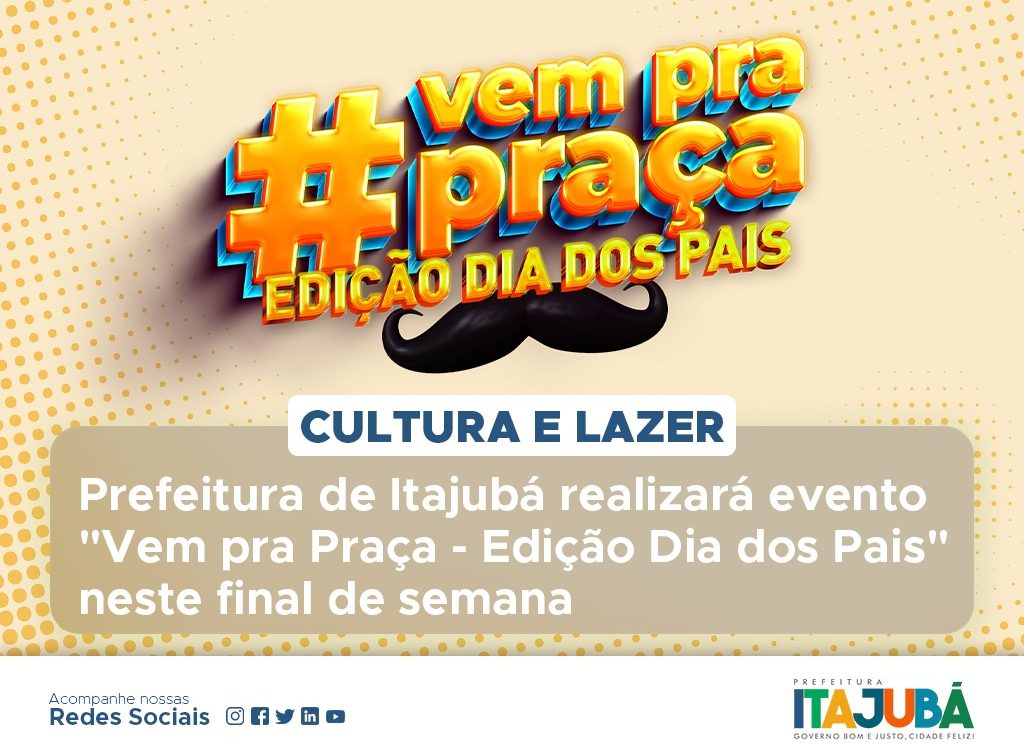 #vem pra
praça
EDIÇÃO DIA DOS PAIS
CULTURA E LAZER
Prefeitura de Itajubá realizará evento
"Vem pra Praça - Edição Dia dos Pais"
neste final de semana
Acompanhe nossas
Redes Sociais
PREFEITURA
ITAJUBÁ
GOVERNO BOM E JUSTO, CIDADE FELIZ!